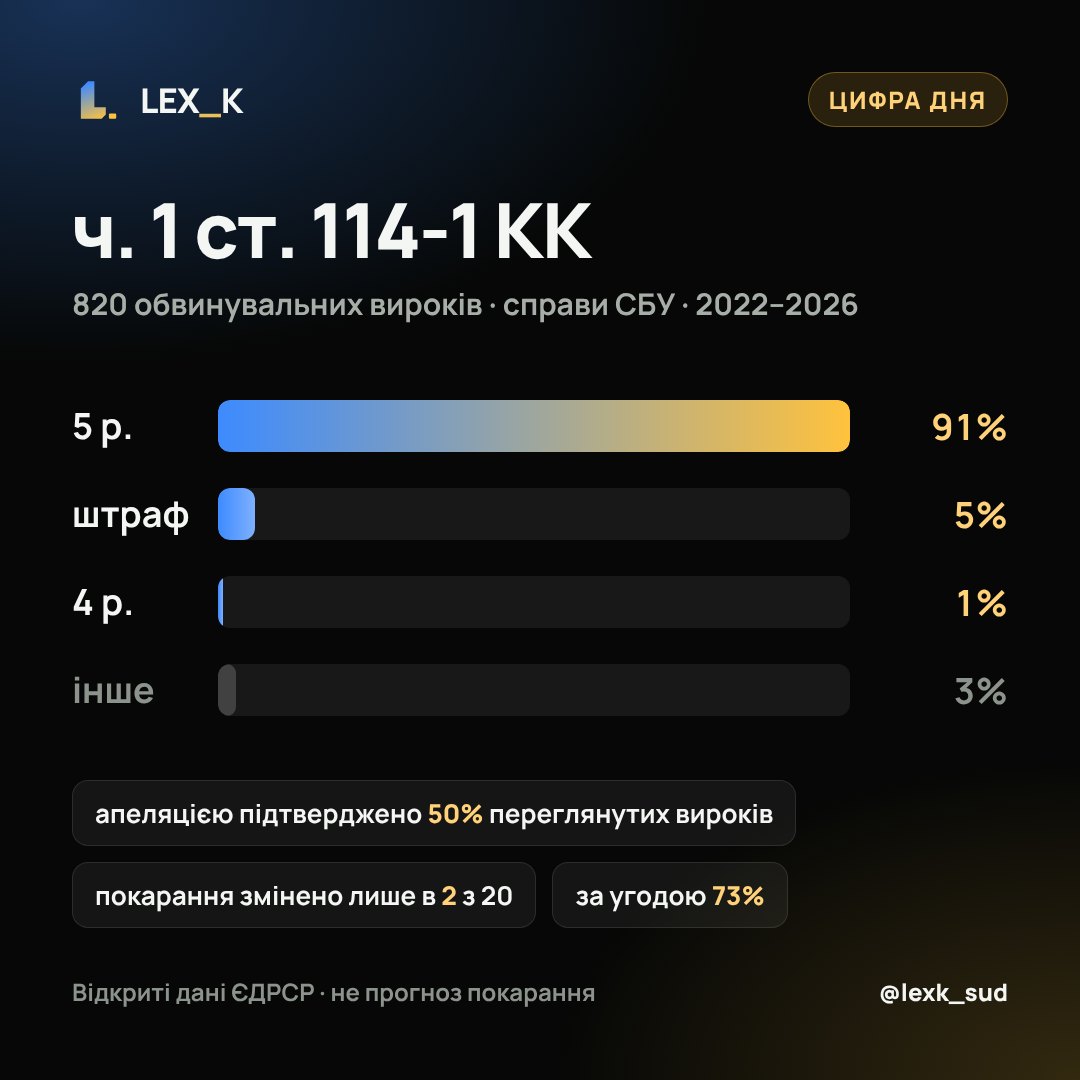 LEX_K
ЦИФРА ДНЯ
ч. 1 ст. 114-1 КК
820 обвинувальних вироків · справи СБУ · 2022–2026
5 р. 91%
штраф 5%
4 р. 1%
інше 3%
апеляцією підтверджено 50% переглянутих вироків
покарання змінено лише в 2 з 20
за угодою 73%
Відкриті дані ЄДРСР · не прогноз покарання
@lexk_sud